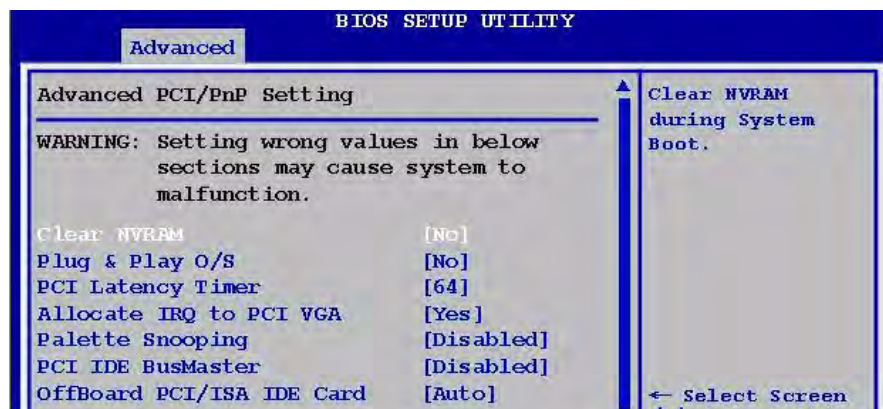 BIOS SETUP UTILITY
Advanced
Advanced PCI/PnP Setting
WARNING: Setting wrong values in below
sections may cause system to
malfunction.
Clear NVRAM [No]
Plug & Play O/S [No]
PCI Latency Timer [64]
Allocate IRQ to PCI VGA [Yes]
Palette Snooping [Disabled]
PCI IDE BusMaster [Disabled]
OffBoard PCI/ISA IDE Card [Auto]
Clear NVRAM
during System
Boot.
← Select Screen